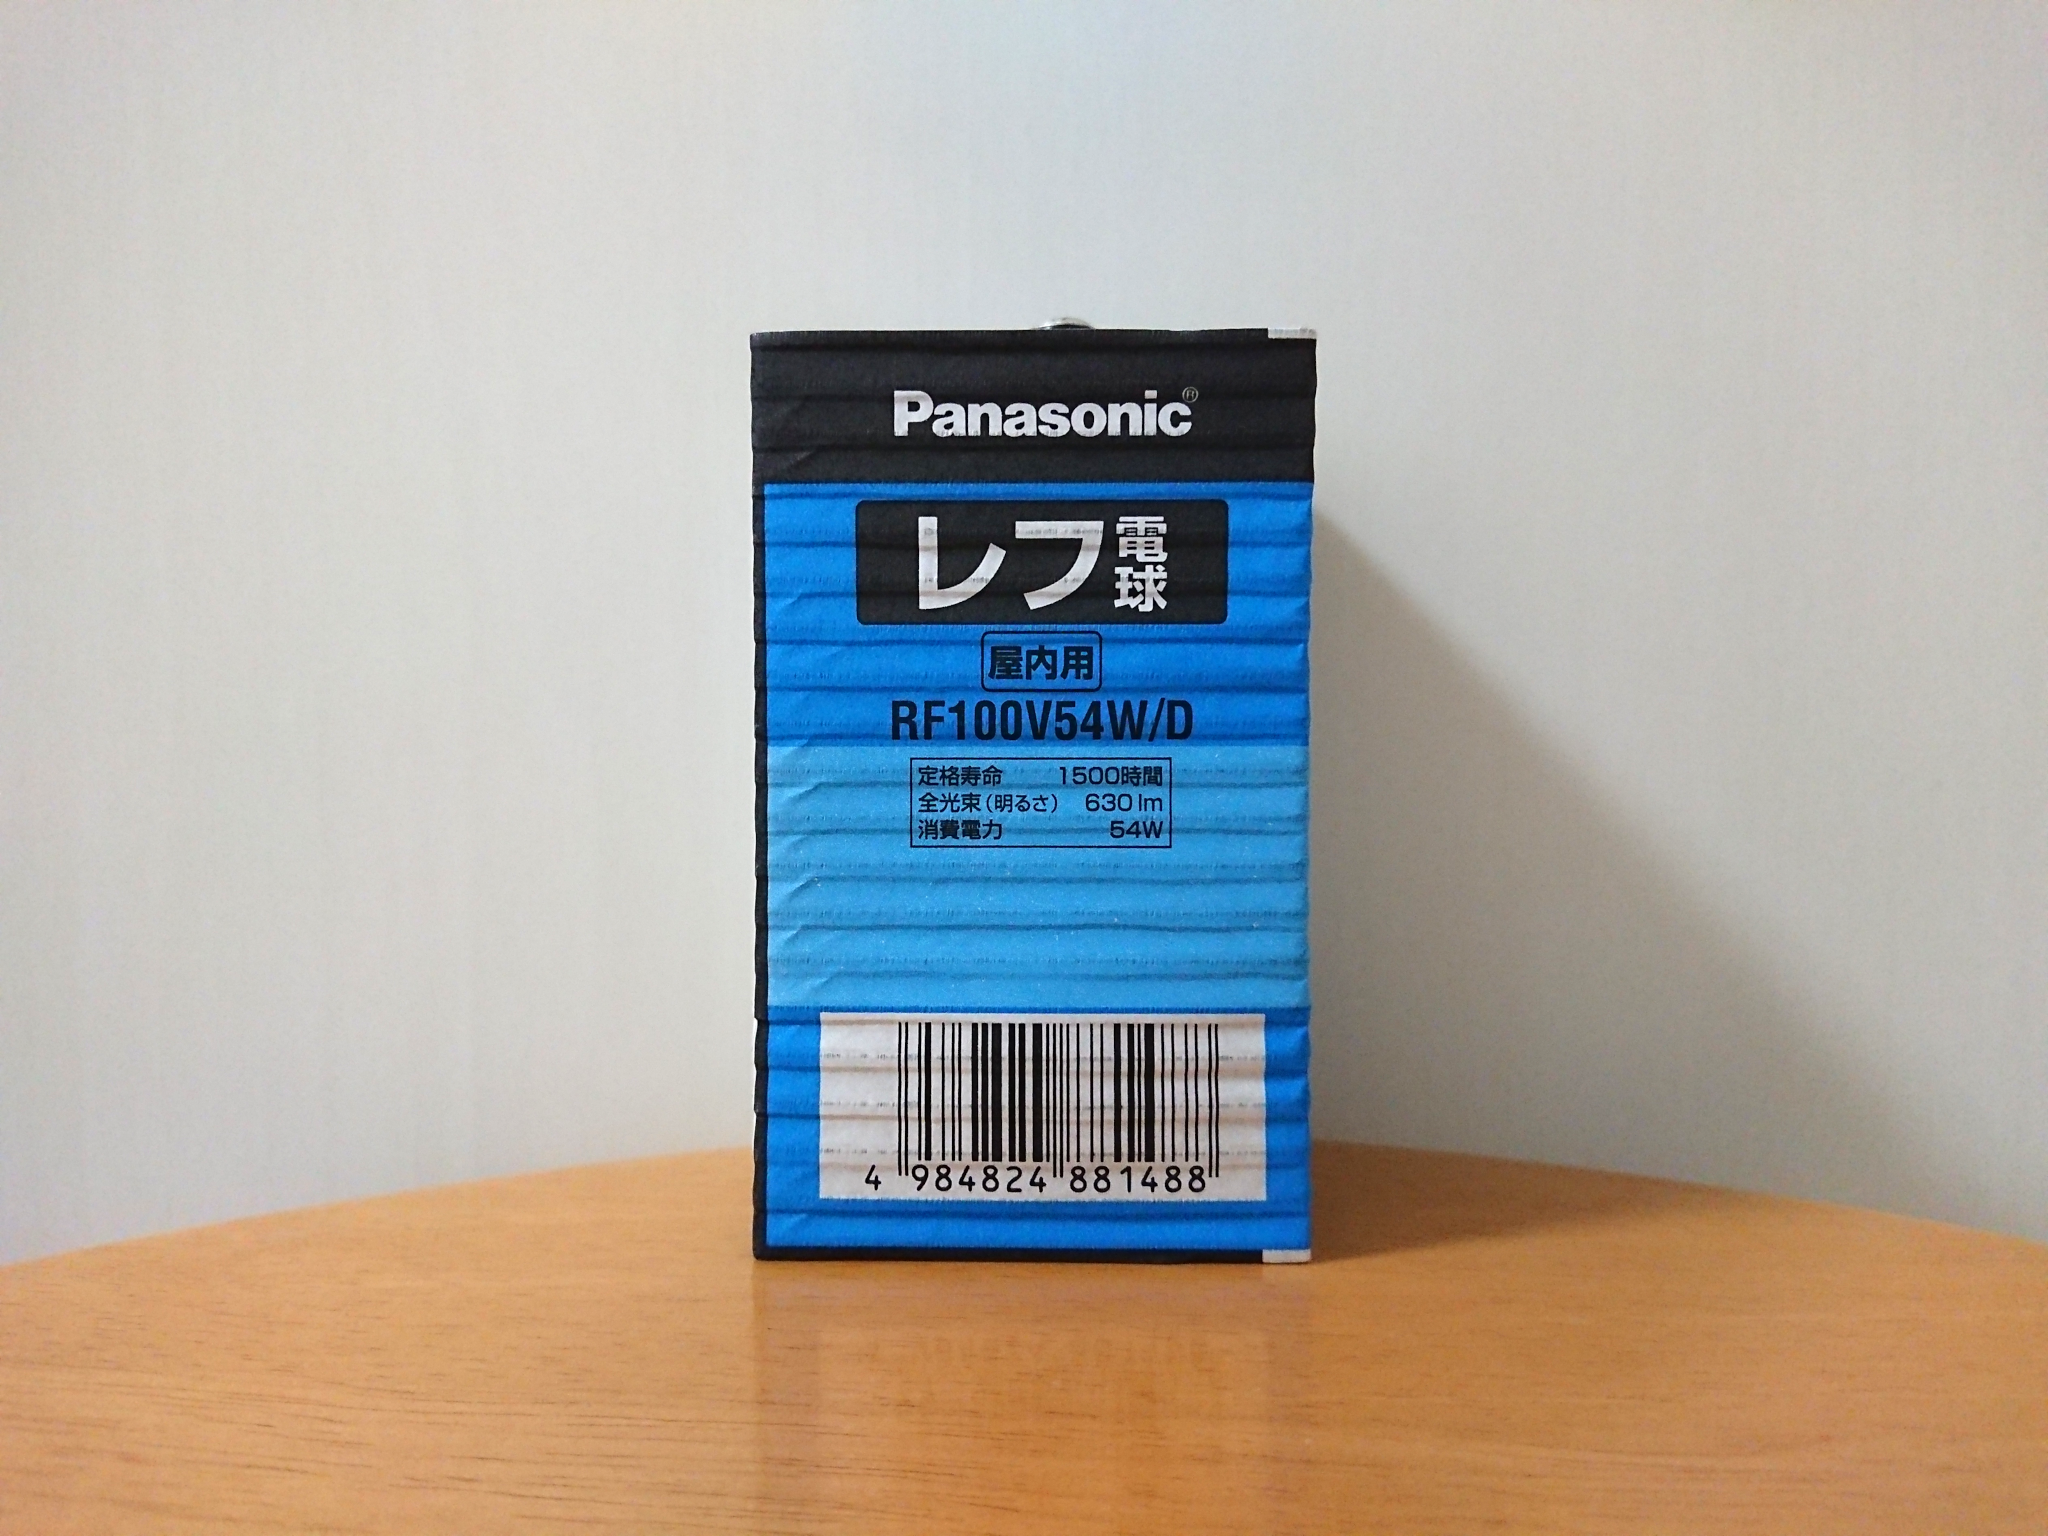 Panasonic®
レフ電球
屋内用
RF100V54W/D
定格寿命 1500時間
全光束(明るさ) 630 lm
消費電力 54W
4 984824 881488